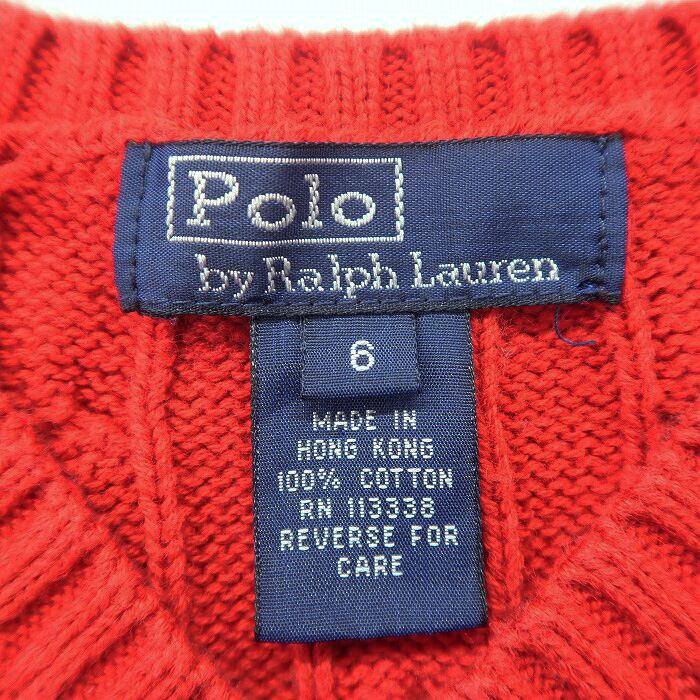 Polo
by Ralph Lauren
6
MADE IN
HONG KONG
100% COTTON
RN 113338
REVERSE FOR
CARE